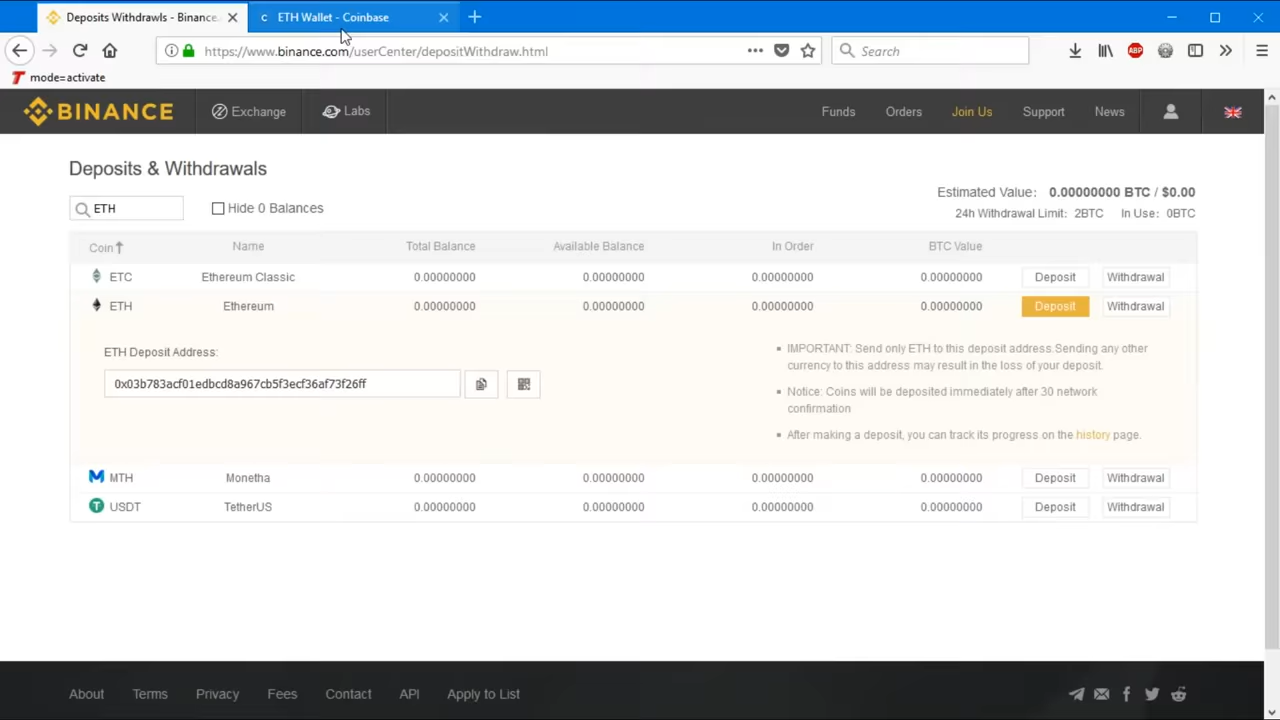 Deposits Withdrawls - Binance.
C ETH Wallet - Coinbase
https://www.binance.com/userCenter/depositWithdraw.html
Search
ABP
T mode=activate
BINANCE
Exchange
Labs
Funds
Orders
Join Us
Support
News
Deposits & Withdrawals
Estimated Value: 0.00000000 BTC / $0.00
ETH
Hide 0 Balances
24h Withdrawal Limit: 2BTC In Use: 0BTC
Coin Name Total Balance Available Balance In Order BTC Value
ETC Ethereum Classic 0.00000000 0.00000000 0.00000000 0.00000000 Deposit Withdrawal
ETH Ethereum 0.00000000 0.00000000 0.00000000 0.00000000 Deposit Withdrawal
ETH Deposit Address:
0x03b783acf01edbcd8a967cb5f3ecf36af73f26ff
IMPORTANT: Send only ETH to this deposit address.Sending any other
currency to this address may result in the loss of your deposit.
Notice: Coins will be deposited immediately after 30 network
confirmation
After making a deposit, you can track its progress on the history page.
MTH Monetha 0.00000000 0.00000000 0.00000000 0.00000000 Deposit Withdrawal
T USDT TetherUS 0.00000000 0.00000000 0.00000000 0.00000000 Deposit Withdrawal
About Terms Privacy Fees Contact API Apply to List